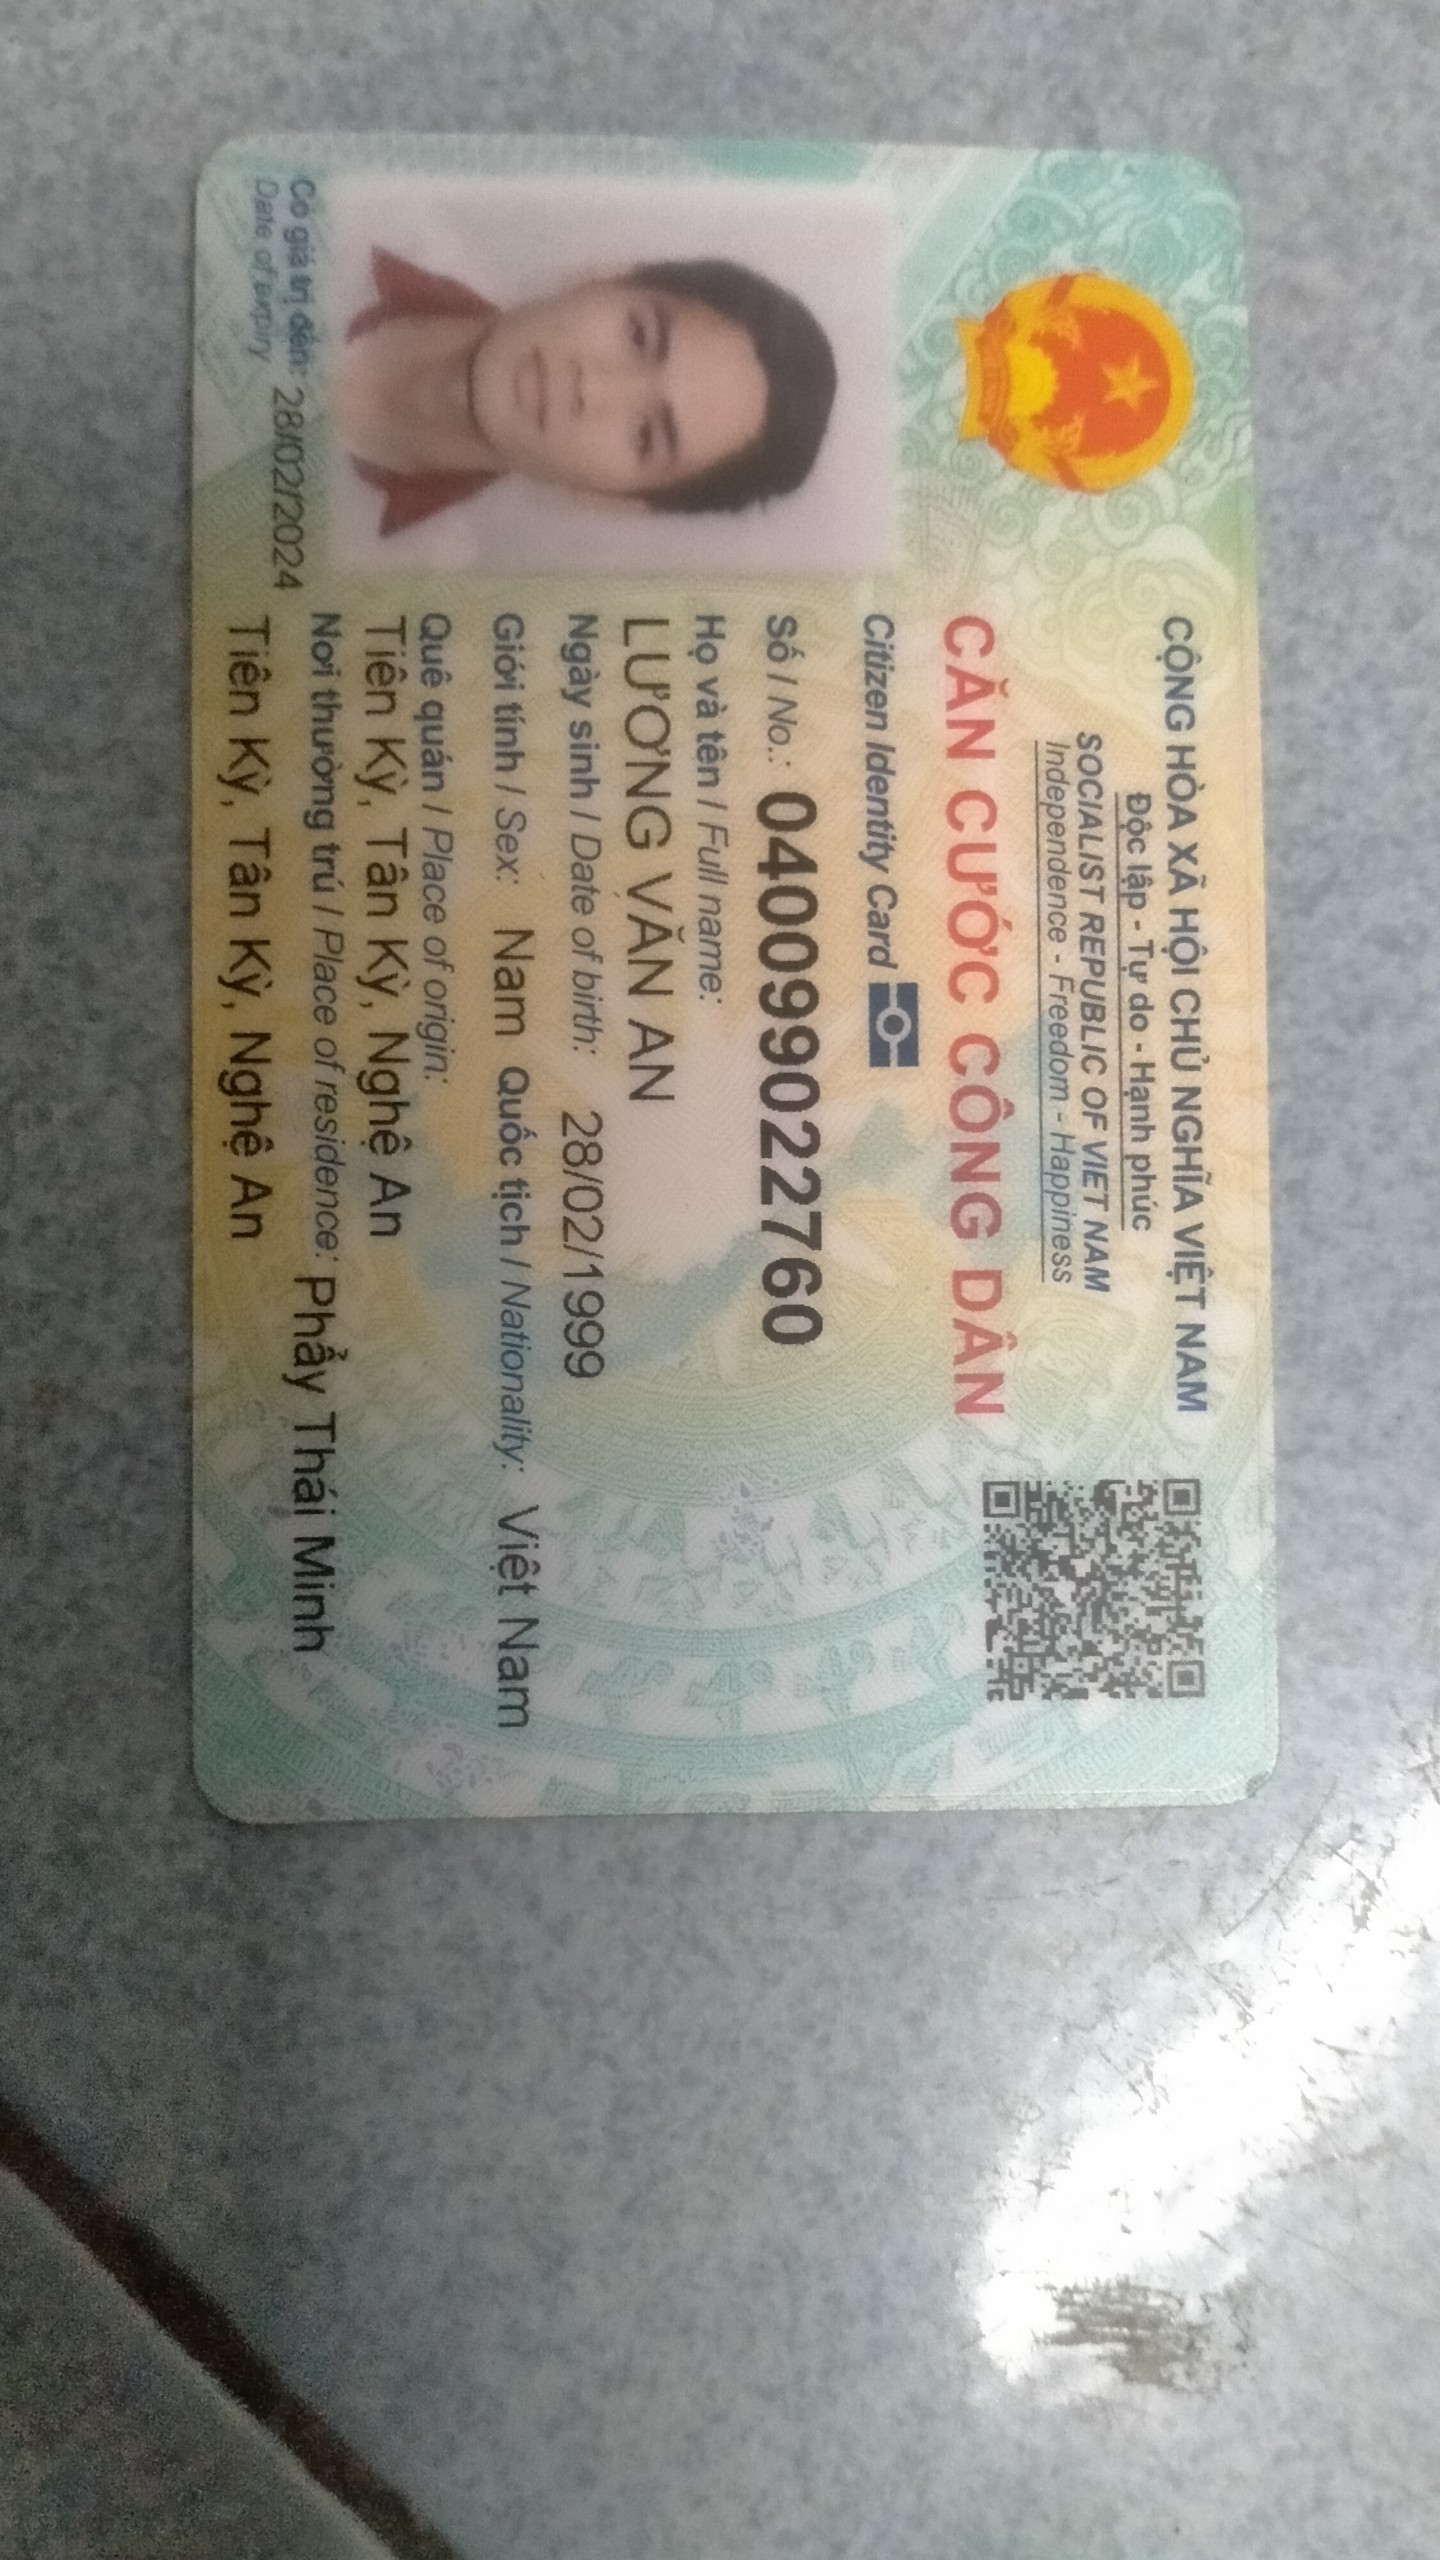 CỘNG HÒA XÃ HỘI CHỦ NGHĨA VIỆT NAM
Độc lập - Tự do - Hạnh phúc
SOCIALIST REPUBLIC OF VIET NAM
Independence - Freedom - Happiness
CĂN CƯỚC CÔNG DÂN
Citizen Identity Card
Số / No.: 040099022760
Họ và tên / Full name:
LƯƠNG VĂN AN
Ngày sinh / Date of birth: 28/02/1999
Giới tính / Sex: Nam Quốc tịch / Nationality: Việt Nam
Quê quán / Place of origin:
Tiên Kỳ, Tân Kỳ, Nghệ An
Nơi thường trú / Place of residence: Phẩy Thái Minh
Tiên Kỳ, Tân Kỳ, Nghệ An
Có giá trị đến: 28/02/2024
Date of expiry